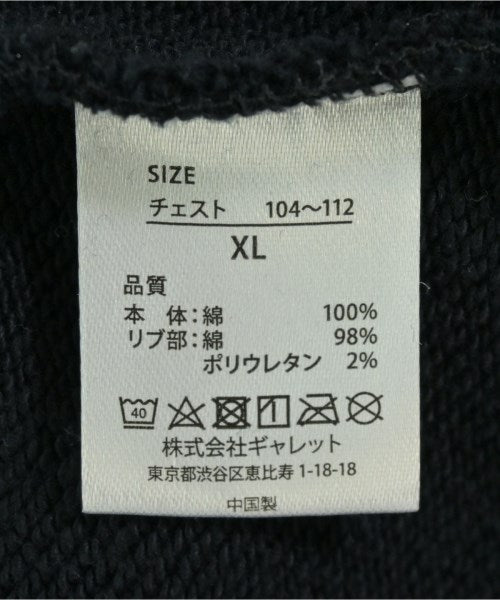 SIZE
チェスト 104～112
XL
品質
本 体：綿 100%
リブ部：綿 98%
ポリウレタン 2%
40
株式会社ギャレット
東京都渋谷区恵比寿1-18-18
中国製